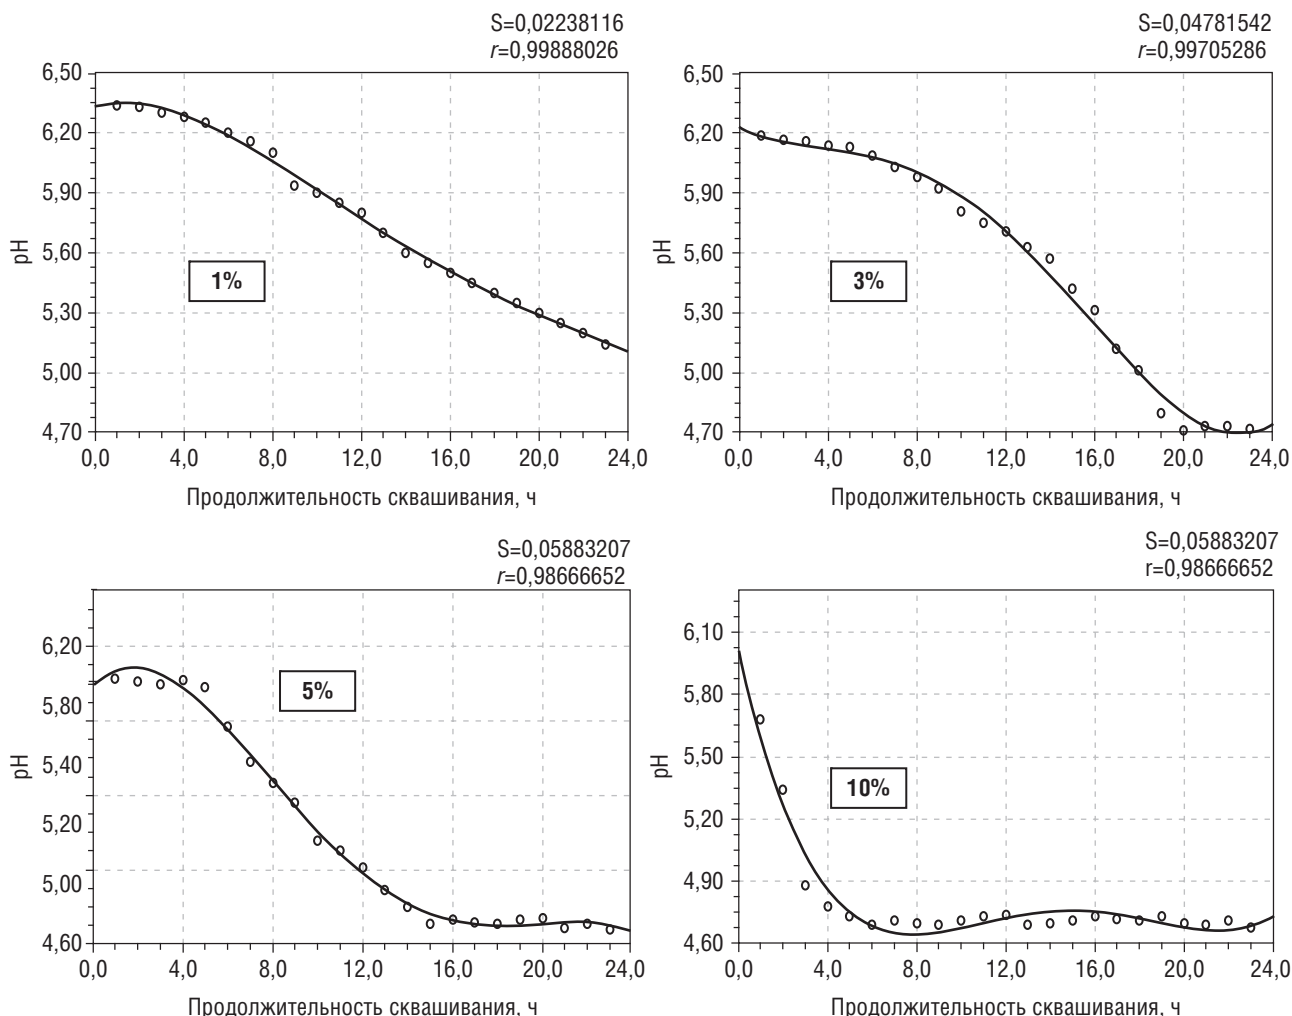 S=0,02238116
r=0,99888026
6,50
6,20
5,90
5,60
5,30
5,00
4,70
pH
1%
0,0 4,0 8,0 12,0 16,0 20,0 24,0
Продолжительность сквашивания, ч
S=0,04781542
r=0,99705286
6,50
6,20
5,90
5,60
5,30
5,00
4,70
pH
3%
0,0 4,0 8,0 12,0 16,0 20,0 24,0
Продолжительность сквашивания, ч
S=0,05883207
r=0,98666652
6,20
5,80
5,40
5,20
5,00
4,60
pH
5%
0,0 4,0 8,0 12,0 16,0 20,0 24,0
Продолжительность сквашивания, ч
S=0,05883207
r=0,98666652
6,10
5,80
5,50
5,20
4,90
4,60
pH
10%
0,0 4,0 8,0 12,0 16,0 20,0 24,0
Продолжительность сквашивания, ч